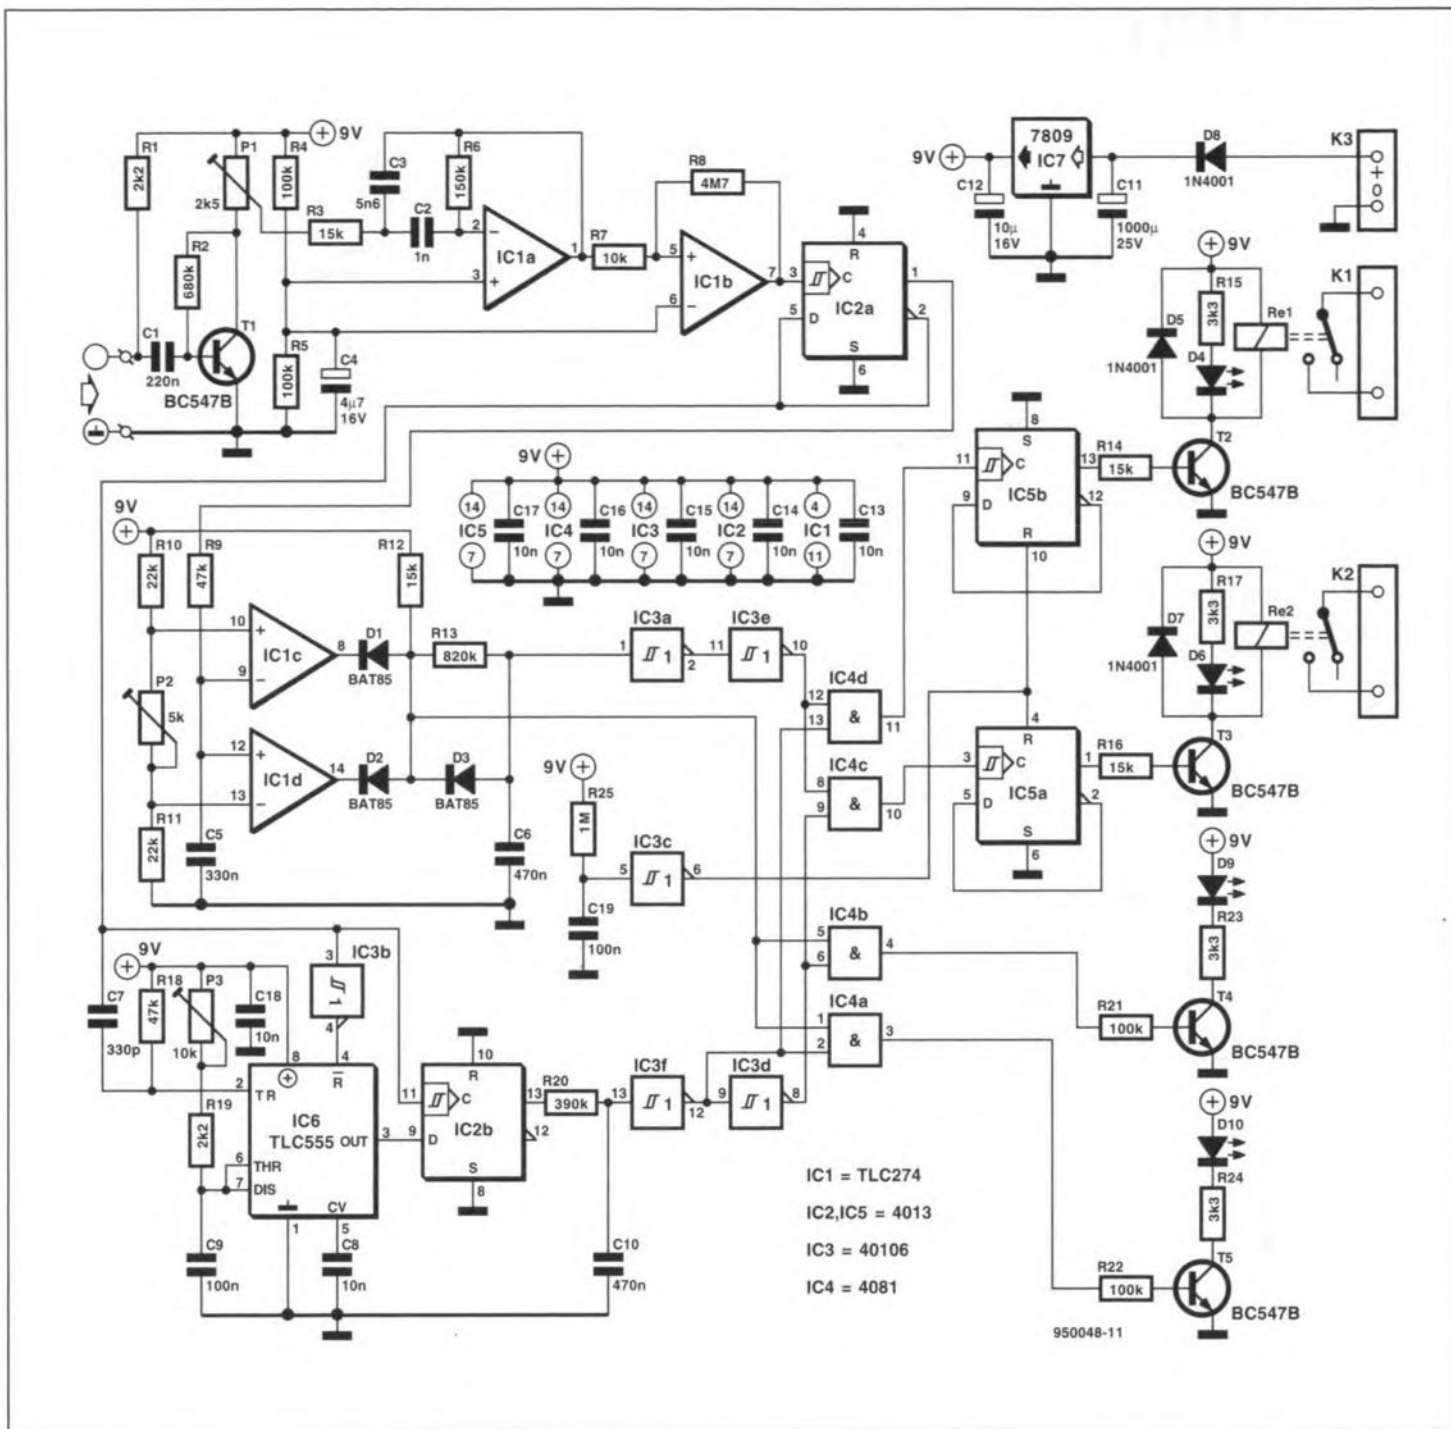 9V
R1
2k2
P1
2k5
R4
100k
R2
680k
R3
15k
C3
5n6
C2
1n
R6
150k
2
−
3
+
IC1a
1
R7
10k
R8
4M7
5
+
6
−
IC1b
7
4
R
3
C
5
D
IC2a
S
6
1
2
C1
220n
T1
BC547B
R5
100k
C4
4μ7
16V
9V
7809
IC7
C12
10μ
16V
C11
1000μ
25V
D8
1N4001
K3
+
O
9V
R15
3k3
D5
1N4001
D4
Re1
K1
T2
BC547B
R14
15k
8
S
11
C
9
D
IC5b
R
10
13
12
9V
14
IC5
7
C17
10n
14
IC4
7
C16
10n
14
IC3
7
C15
10n
14
IC2
7
C14
10n
4
IC1
11
C13
10n
9V
R10
22k
R9
47k
R12
15k
10
+
9
−
IC1c
8
D1
BAT85
R13
820k
P2
5k
12
+
13
−
IC1d
14
D2
BAT85
D3
BAT85
R11
22k
C5
330n
C6
470n
IC3a
1
1
2
IC3e
11
1
10
IC4d
12
13
&
11
IC4c
8
9
&
10
9V
R25
1M
IC3c
5
1
6
C19
100n
4
R
3
C
5
D
IC5a
S
6
1
2
R16
15k
9V
R17
3k3
D7
1N4001
D6
Re2
K2
T3
BC547B
IC4b
5
6
&
4
IC4a
1
2
&
3
9V
D9
R23
3k3
T4
R21
100k
BC547B
9V
C7
330p
R18
47k
P3
10k
C18
10n
IC3b
3
1
4
8
+
4
R
2
TR
IC6
TLC555
OUT
3
6
THR
7
DIS
CV
1
5
R19
2k2
C9
100n
C8
10n
10
R
11
C
9
D
IC2b
S
8
13
12
R20
390k
C10
470n
IC3f
13
1
12
IC3d
9
1
8
9V
D10
R24
3k3
T5
R22
100k
BC547B
IC1 = TLC274
IC2,IC5 = 4013
IC3 = 40106
IC4 = 4081
950048-11